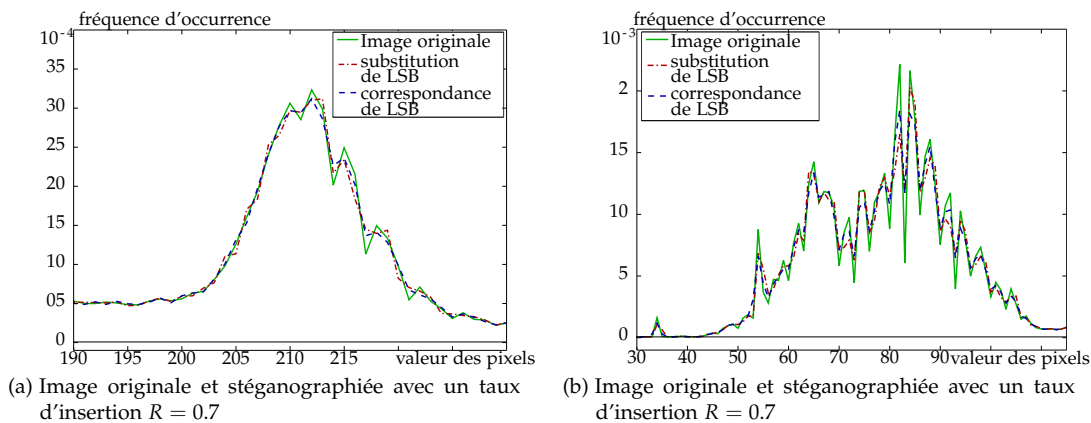 fréquence d'occurrence
10-4
35
30
25
20
15
10
05
0
190
195
200
205
210
215
valeur des pixels
Image originale
substitution
de LSB
correspondance
de LSB
(a) Image originale et stéganographiée avec un taux
d'insertion R = 0.7
fréquence d'occurrence
10-3
2
15
10
5
0
30
40
50
60
70
80
90
valeur des pixels
Image originale
substitution
de LSB
correspondance
de LSB
(b) Image originale et stéganographiée avec un taux
d'insertion R = 0.7